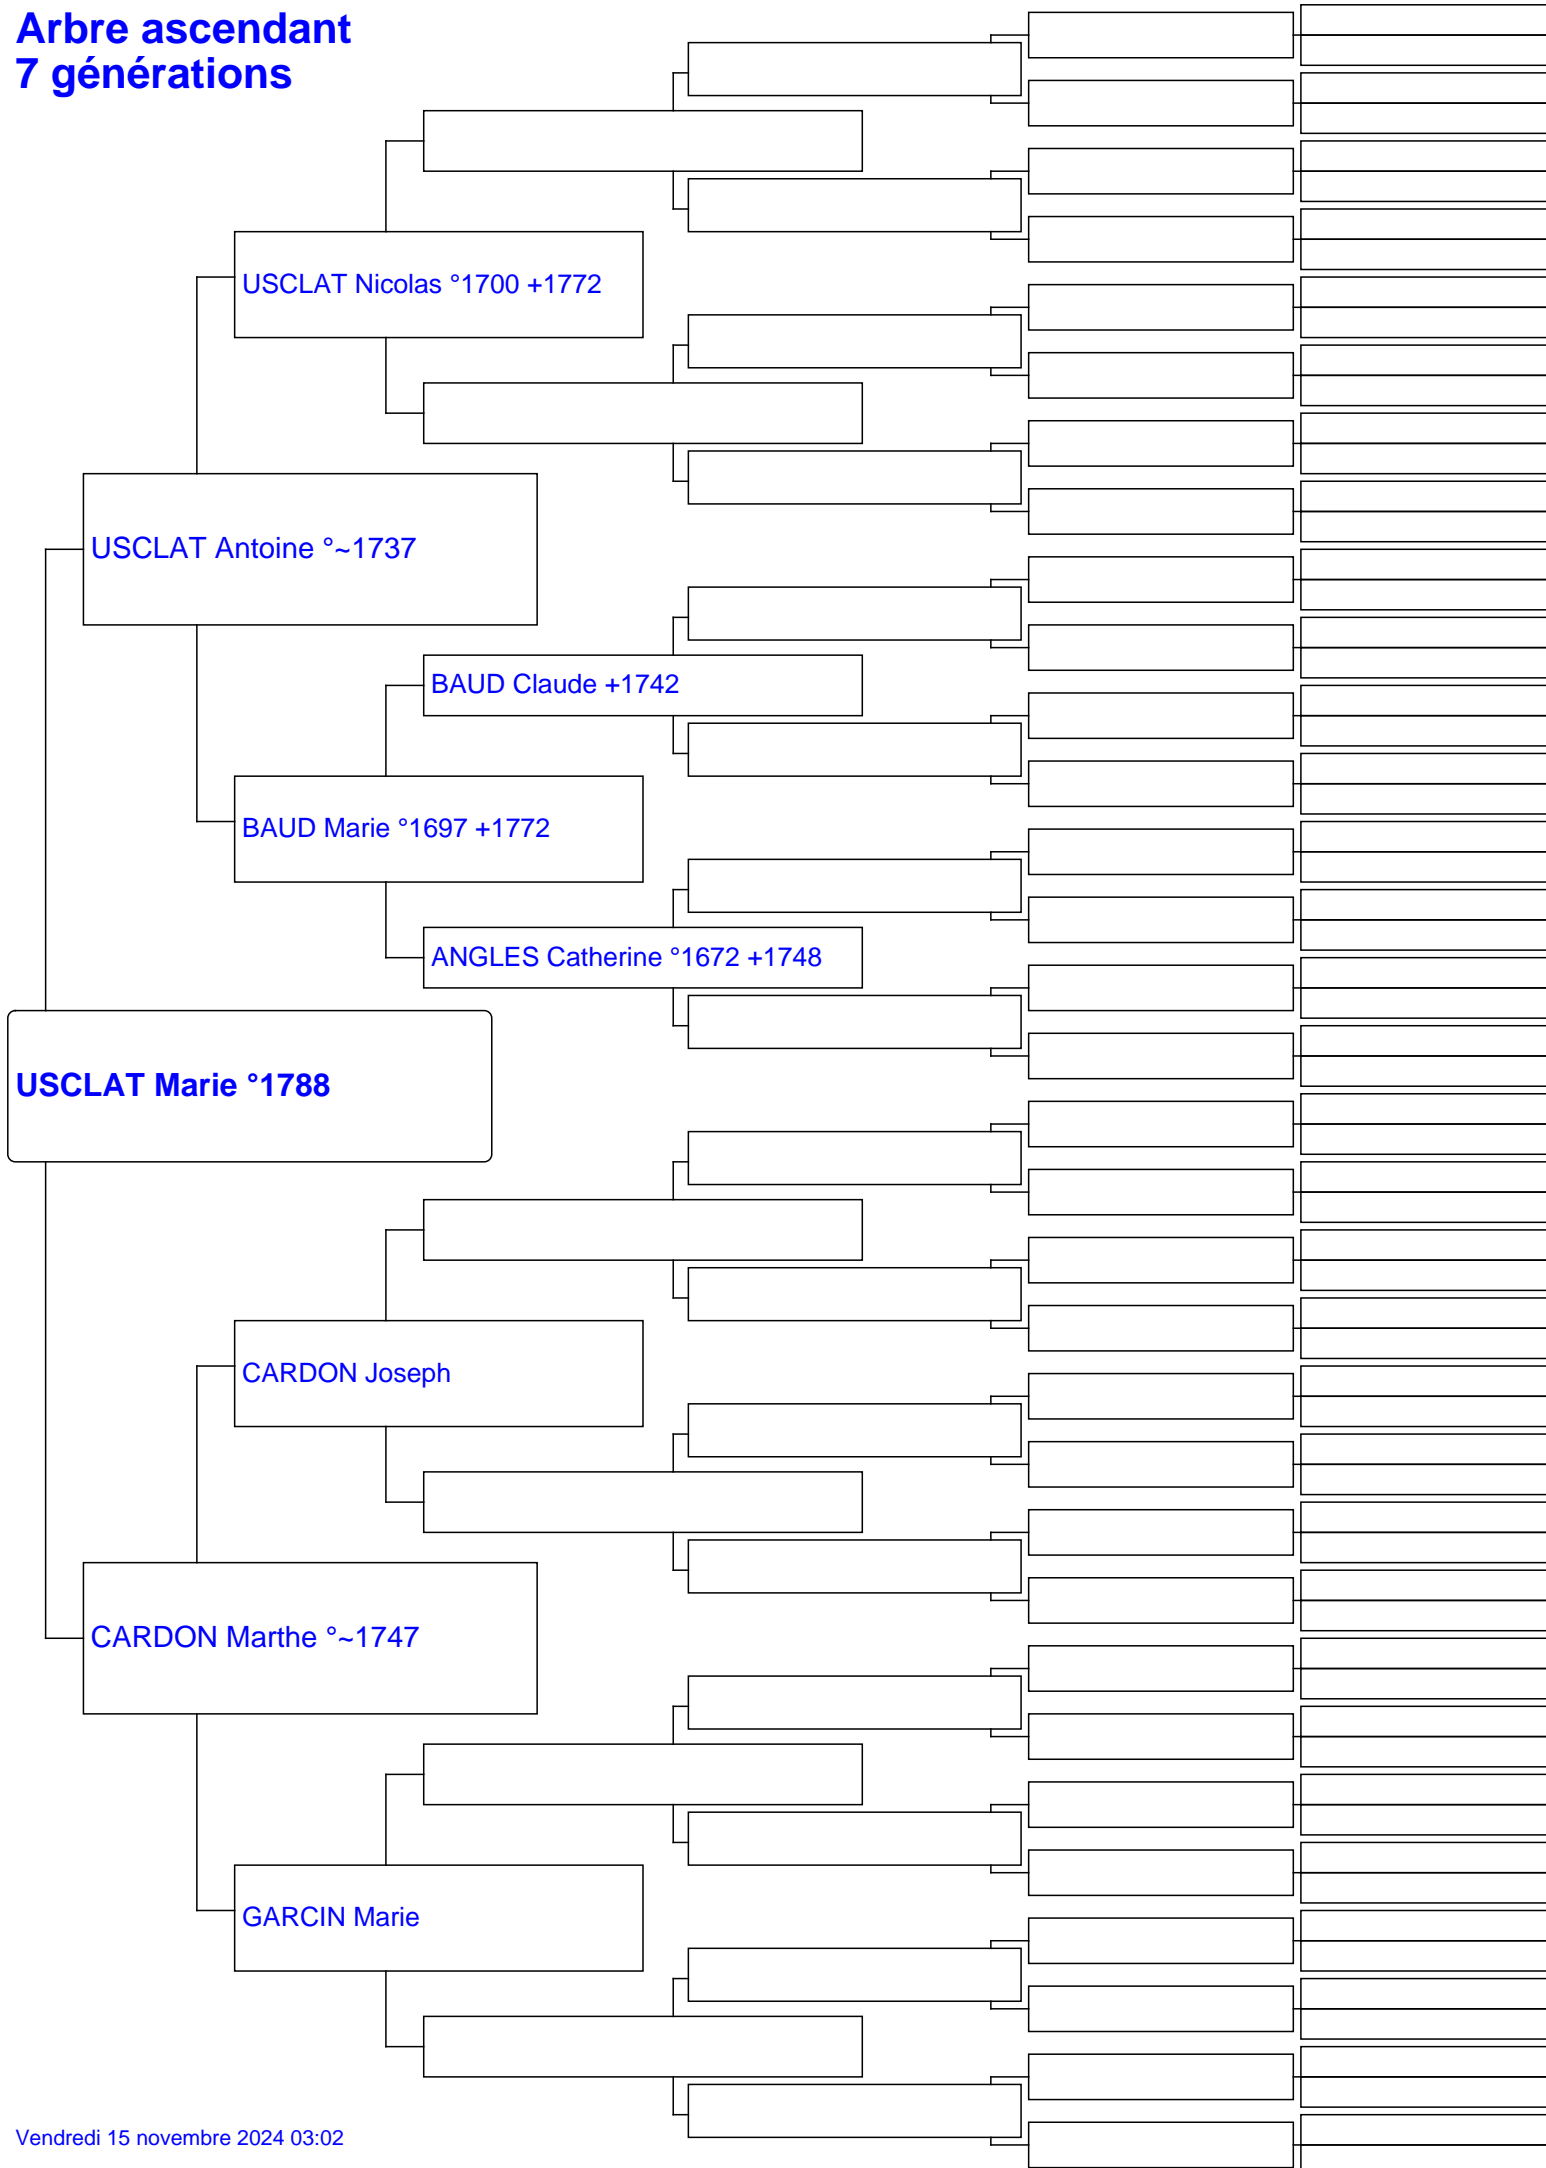 Arbre ascendant
7 générations
USCLAT Nicolas °1700 +1772
USCLAT Antoine °~1737
BAUD Claude +1742
BAUD Marie °1697 +1772
ANGLES Catherine °1672 +1748
USCLAT Marie °1788
CARDON Joseph
CARDON Marthe °~1747
GARCIN Marie
Vendredi 15 novembre 2024 03:02